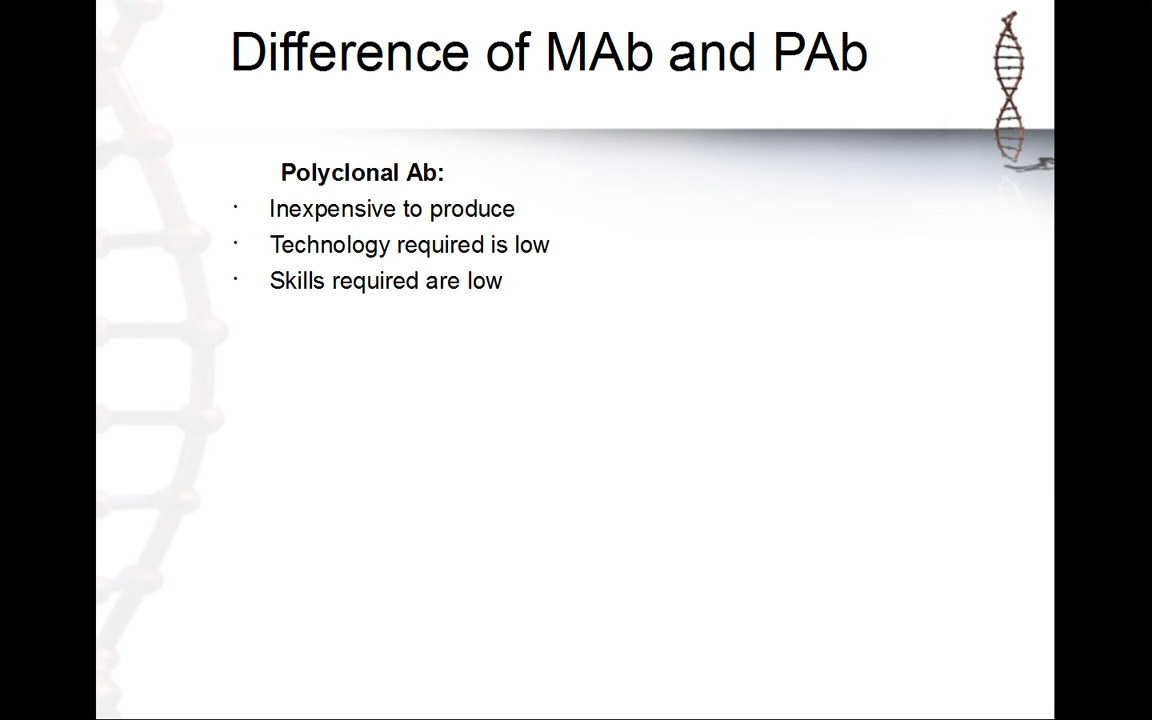 Difference of MAb and PAb
Polyclonal Ab:
· Inexpensive to produce
· Technology required is low
· Skills required are low